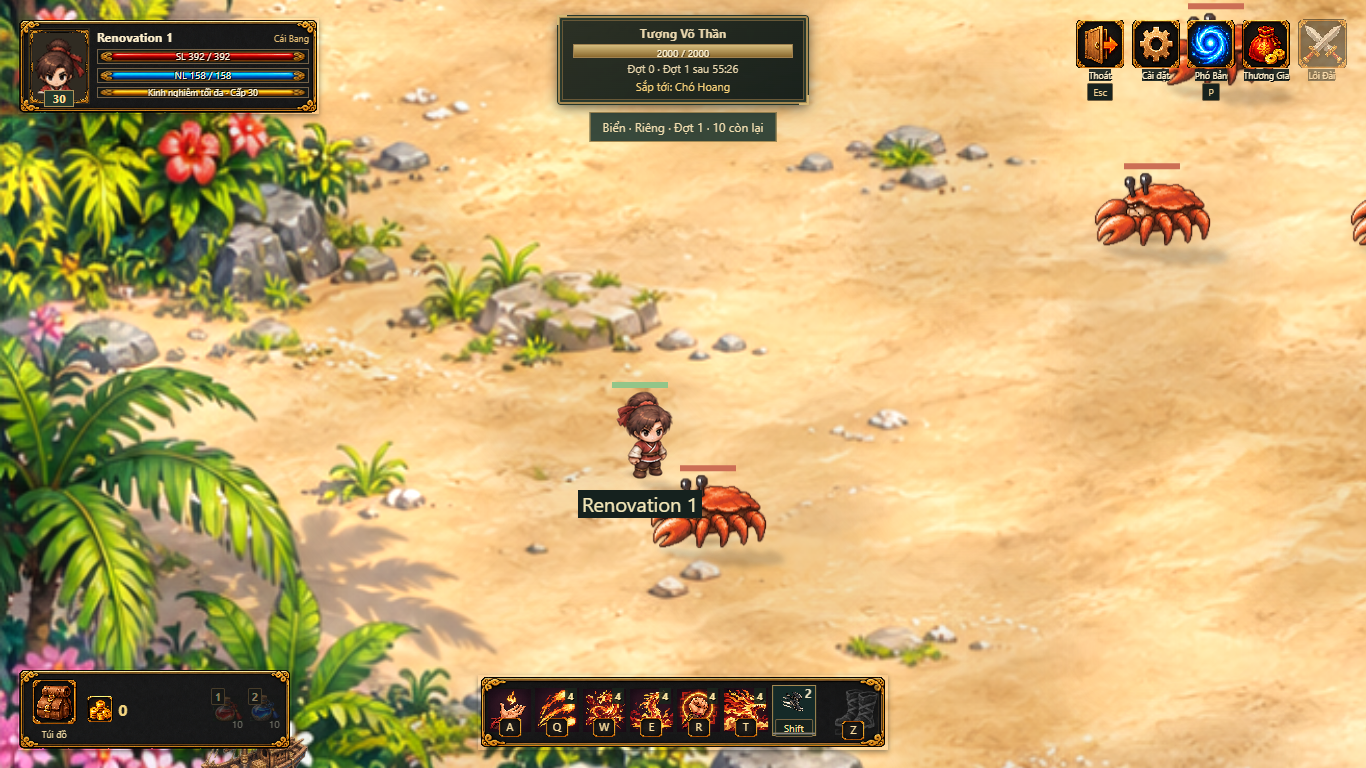 Renovation 1
Cái Bang
SL 392 / 392
NL 158 / 158
Kinh nghiệm tối đa · Cấp 30
30
Tượng Võ Thần
2000 / 2000
Đợt 0 · Đợt 1 sau 55:26
Sắp tới: Chó Hoang
Biển · Riêng · Đợt 1 · 10 còn lại
Thoát
Cài đặt
Phó Bản
Thương Gia
Lôi Đài
Esc
P
Renovation 1
Túi đồ
0
1
10
2
10
A
4
Q
4
W
4
E
4
R
4
T
2
Shift
Z